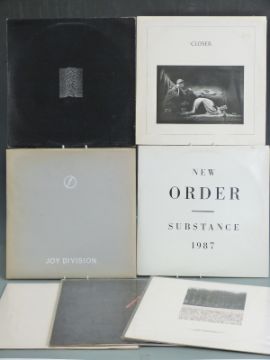 CLOSER
JOY DIVISION
NEW
ORDER
SUBSTANCE
1987